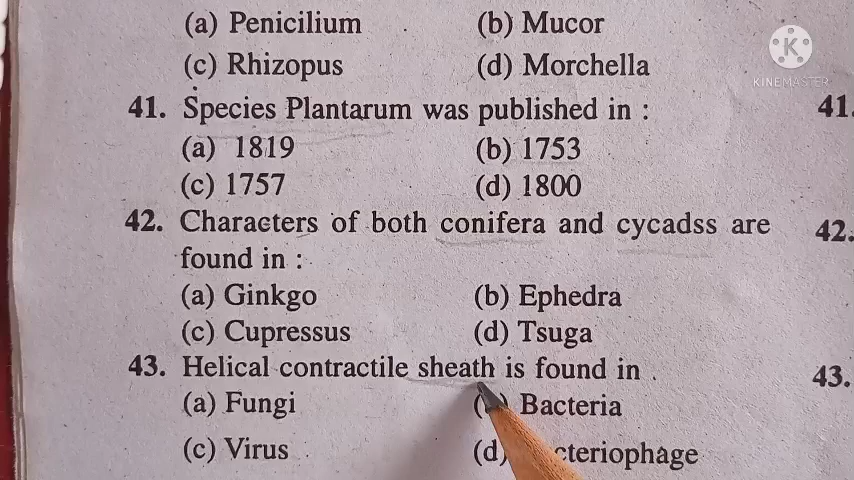 (a) Penicilium (b) Mucor
(c) Rhizopus (d) Morchella
KINEMASTER
41. Species Plantarum was published in : 41.
(a) 1819 (b) 1753
(c) 1757 (d) 1800
42. Characters of both conifera and cycadss are 42.
found in :
(a) Ginkgo (b) Ephedra
(c) Cupressus (d) Tsuga
43. Helical contractile sheath is found in . 43.
(a) Fungi Bacteria
(c) Virus (d)